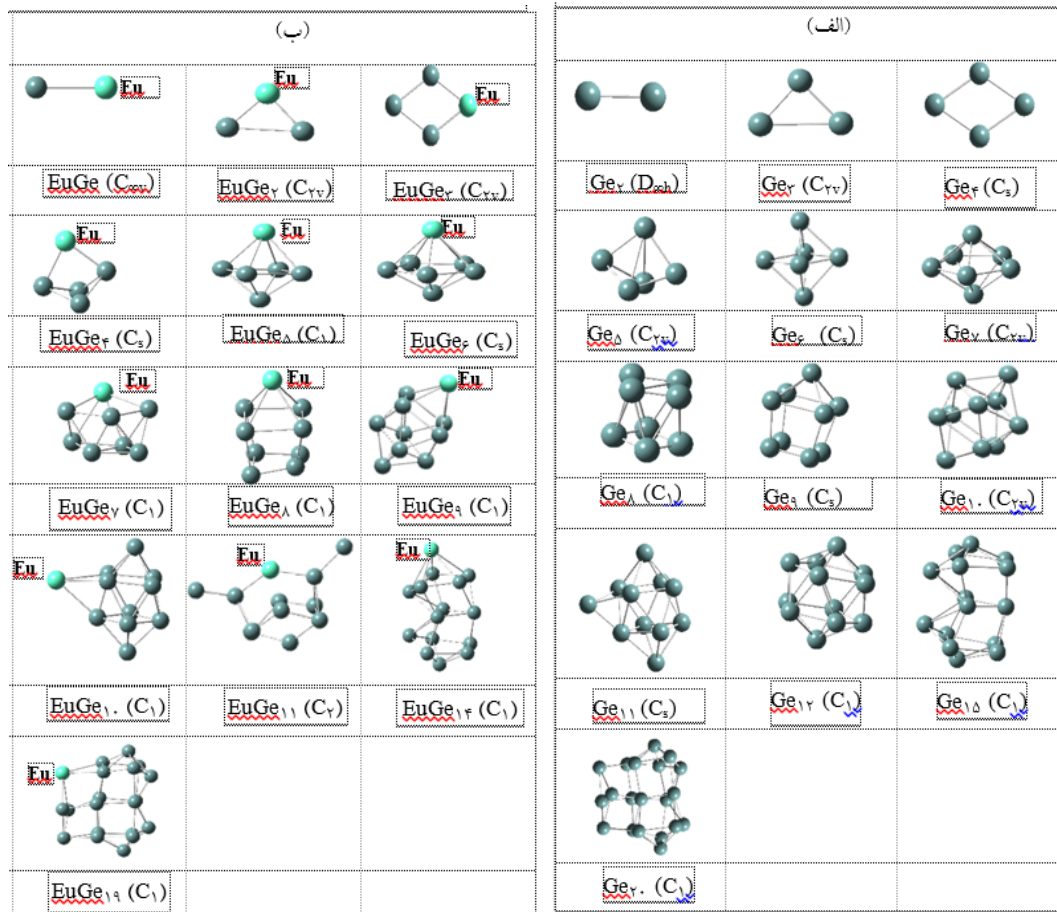 (الف)
Ge۲ (D∞h)
Ge۳ (C۲v)
Ge۴ (Cs)
Ge۵ (C۲v)
Ge۶ (Cs)
Ge۷ (C۲v)
Ge۸ (C۱)
Ge۹ (Cs)
Ge۱۰ (C۲v)
Ge۱۱ (Cs)
Ge۱۲ (C۱)
Ge۱۵ (C۱)
Ge۲۰ (C۱)
(ب)
Eu
Eu
Eu
EuGe (C∞v)
EuGe۲ (C۲v)
EuGe۳ (C۲v)
Eu
Eu
Eu
EuGe۴ (Cs)
EuGe۵ (C۱)
EuGe۶ (Cs)
Eu
Eu
Eu
EuGe۷ (C۱)
EuGe۸ (C۱)
EuGe۹ (C۱)
Eu
Eu
Eu
EuGe۱۰ (C۱)
EuGe۱۱ (C۲)
EuGe۱۴ (C۱)
Eu
EuGe۱۹ (C۱)